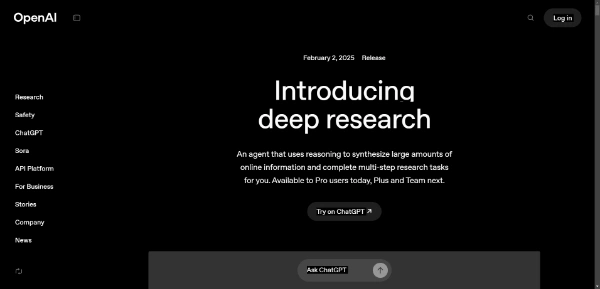 OpenAI
Log in
February 2, 2025 Release
Introducing
deep research
An agent that uses reasoning to synthesize large amounts of
online information and complete multi-step research tasks
for you. Available to Pro users today, Plus and Team next.
Try on ChatGPT ↗
Research
Safety
ChatGPT
Sora
API Platform
For Business
Stories
Company
News
Ask ChatGPT